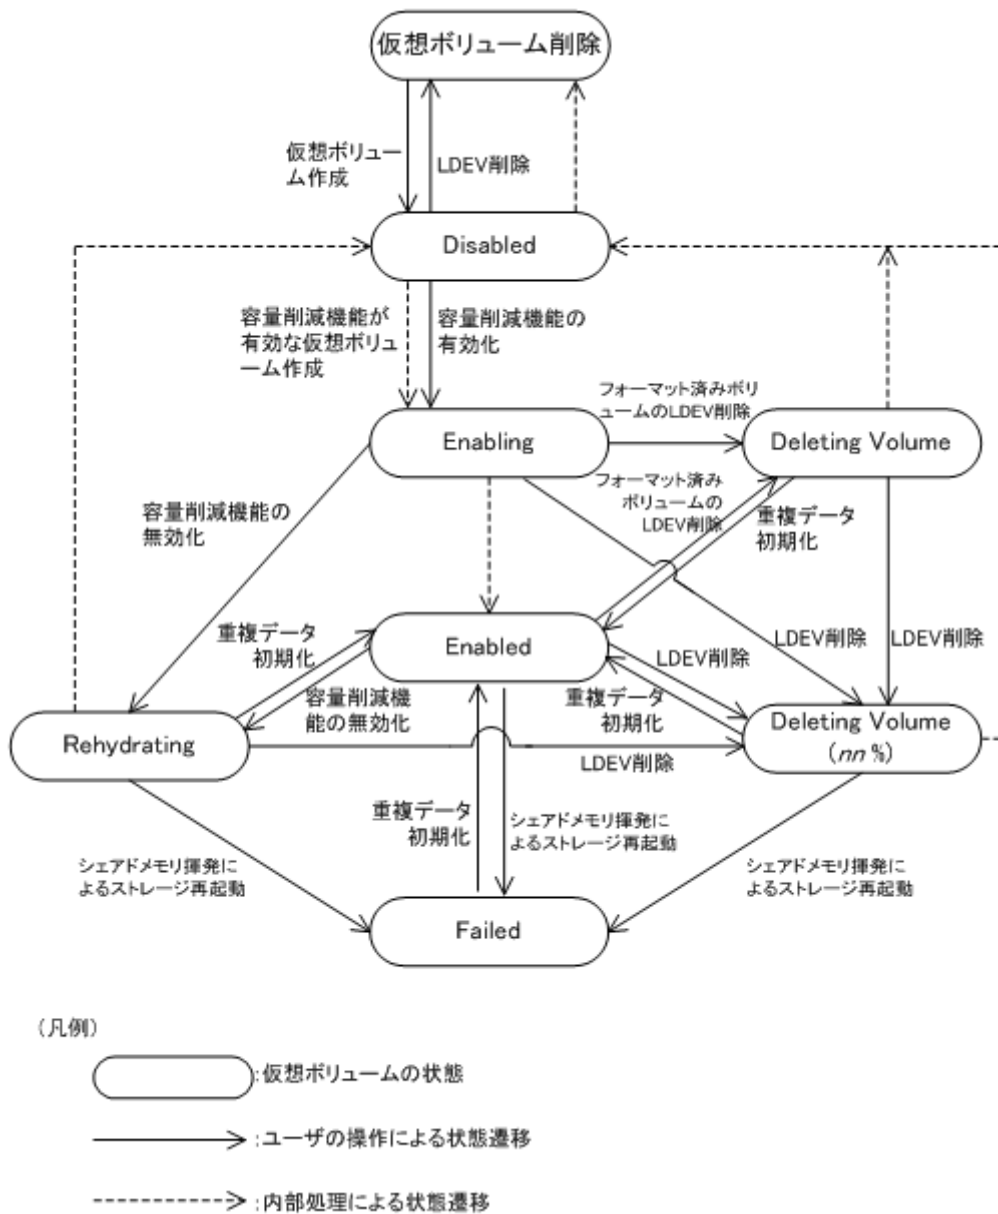 仮想ボリューム削除
仮想ボリュー
ム作成
LDEV削除
Disabled
容量削減機能が
有効な仮想ボリュ
ーム作成
容量削減機能の
有効化
フォーマット済みボリ
ュームのLDEV削除
Enabling
Deleting Volume
フォーマット済み
ボリュームの
LDEV削除
容量削減機能の
無効化
重複データ
初期化
重複データ
初期化
Enabled
LDEV削除
LDEV削除
LDEV削除
容量削減機
能の無効化
重複データ
初期化
Rehydrating
Deleting Volume
(nn %)
LDEV削除
重複データ
初期化
シェアドメモリ揮発に
よるストレージ再起動
シェアドメモリ揮発に
よるストレージ再起動
シェアドメモリ揮発に
よるストレージ再起動
Failed
(凡例)
:仮想ボリュームの状態
:ユーザの操作による状態遷移
:内部処理による状態遷移